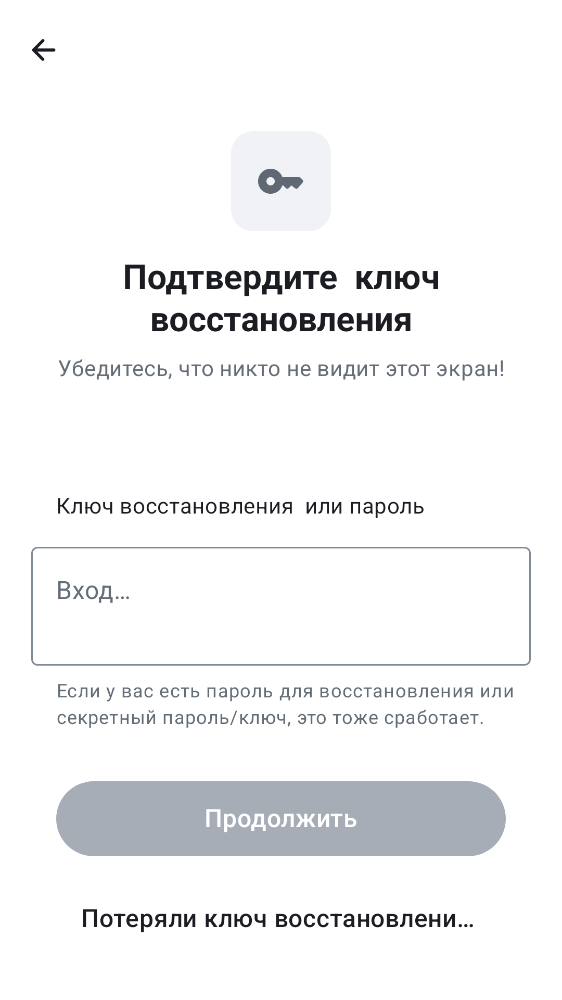 Подтвердите ключ
восстановления
Убедитесь, что никто не видит этот экран!
Ключ восстановления или пароль
Вход…
Если у вас есть пароль для восстановления или
секретный пароль/ключ, это тоже сработает.
Продолжить
Потеряли ключ восстановлени…